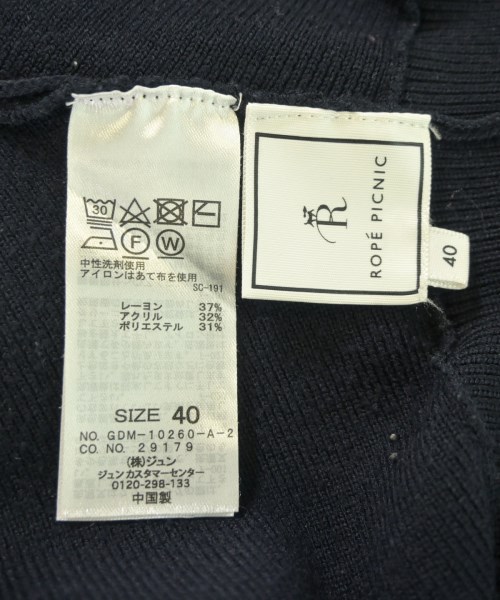 30
F W
中性洗剤使用
アイロンはあて布を使用
SC-191
レーヨン 37%
アクリル 32%
ポリエステル 31%
SIZE 40
NO. GDM-10260-A-2
CO. NO. 29179
(株)ジュン
ジュンカスタマーセンター
0120-298-133
中国製
R
ROPÉ PICNIC
40